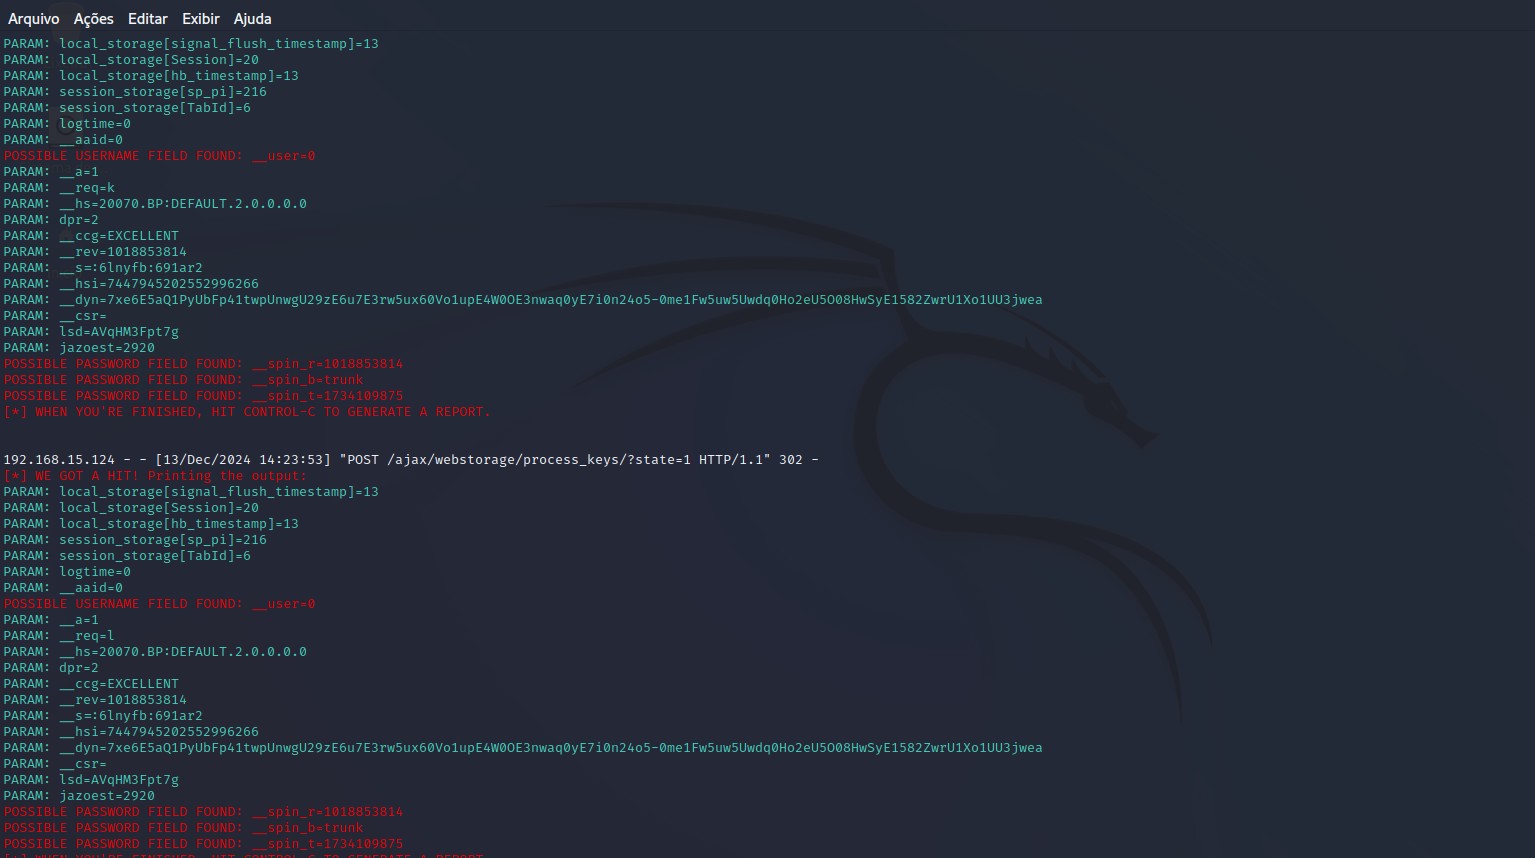 Arquivo Ações Editar Exibir Ajuda
PARAM: local_storage[signal_flush_timestamp]=13
PARAM: local_storage[Session]=20
PARAM: local_storage[hb_timestamp]=13
PARAM: session_storage[sp_pi]=216
PARAM: session_storage[TabId]=6
PARAM: logtime=0
PARAM: __aaid=0
POSSIBLE USERNAME FIELD FOUND: __user=0
PARAM: __a=1
PARAM: __req=k
PARAM: __hs=20070.BP:DEFAULT.2.0.0.0.0
PARAM: dpr=2
PARAM: __ccg=EXCELLENT
PARAM: __rev=1018853814
PARAM: __s=:6lnyfb:691ar2
PARAM: __hsi=7447945202552996266
PARAM: __dyn=7xe6E5aQ1PyUbFp41twpUnwgU29zE6u7E3rw5ux60Vo1upE4W0OE3nwaq0yE7i0n24o5-0me1Fw5uw5Uwdq0Ho2eU5O08HwSyE1582ZwrU1Xo1UU3jwea
PARAM: __csr=
PARAM: lsd=AVqHM3Fpt7g
PARAM: jazoest=2920
POSSIBLE PASSWORD FIELD FOUND: __spin_r=1018853814
POSSIBLE PASSWORD FIELD FOUND: __spin_b=trunk
POSSIBLE PASSWORD FIELD FOUND: __spin_t=1734109875
[*] WHEN YOU'RE FINISHED, HIT CONTROL-C TO GENERATE A REPORT.
192.168.15.124 - - [13/Dec/2024 14:23:53] "POST /ajax/webstorage/process_keys/?state=1 HTTP/1.1" 302 -
[*] WE GOT A HIT! Printing the output:
PARAM: local_storage[signal_flush_timestamp]=13
PARAM: local_storage[Session]=20
PARAM: local_storage[hb_timestamp]=13
PARAM: session_storage[sp_pi]=216
PARAM: session_storage[TabId]=6
PARAM: logtime=0
PARAM: __aaid=0
POSSIBLE USERNAME FIELD FOUND: __user=0
PARAM: __a=1
PARAM: __req=l
PARAM: __hs=20070.BP:DEFAULT.2.0.0.0.0
PARAM: dpr=2
PARAM: __ccg=EXCELLENT
PARAM: __rev=1018853814
PARAM: __s=:6lnyfb:691ar2
PARAM: __hsi=7447945202552996266
PARAM: __dyn=7xe6E5aQ1PyUbFp41twpUnwgU29zE6u7E3rw5ux60Vo1upE4W0OE3nwaq0yE7i0n24o5-0me1Fw5uw5Uwdq0Ho2eU5O08HwSyE1582ZwrU1Xo1UU3jwea
PARAM: __csr=
PARAM: lsd=AVqHM3Fpt7g
PARAM: jazoest=2920
POSSIBLE PASSWORD FIELD FOUND: __spin_r=1018853814
POSSIBLE PASSWORD FIELD FOUND: __spin_b=trunk
POSSIBLE PASSWORD FIELD FOUND: __spin_t=1734109875
[*] WHEN YOU'RE FINISHED, HIT CONTROL-C TO GENERATE A REPORT.